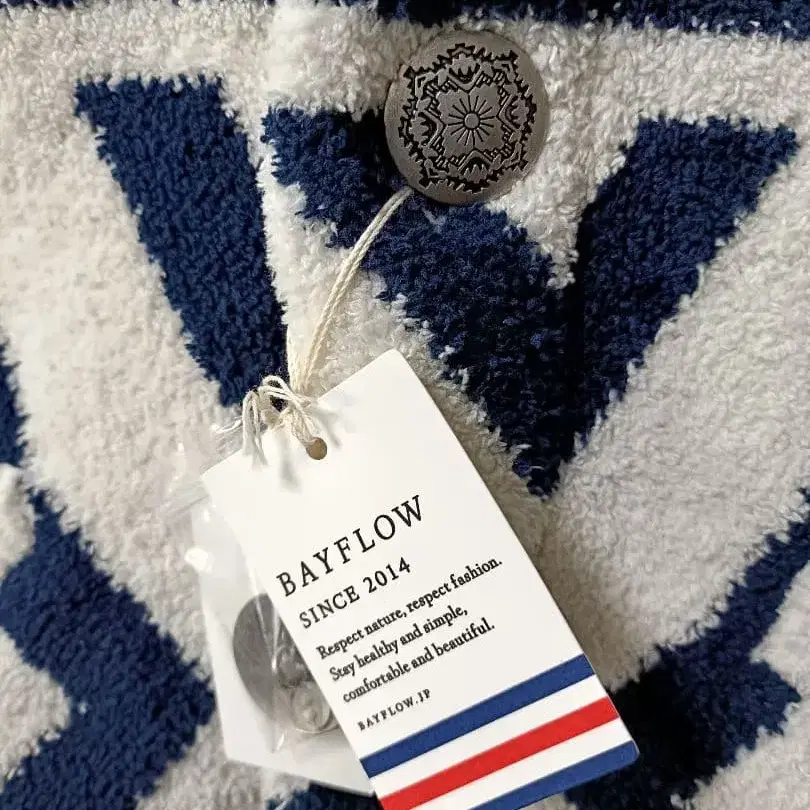 BAYFLOW
SINCE 2014
Respect nature, respect fashion.
Stay healthy and simple,
comfortable and beautiful.
BAYFLOW.JP